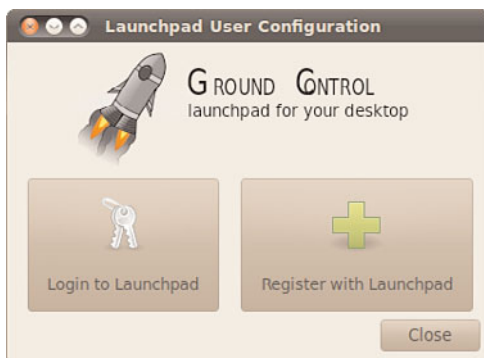 Launchpad User Configuration
GROUND CONTROL
launchpad for your desktop
Login to Launchpad
Register with Launchpad
Close